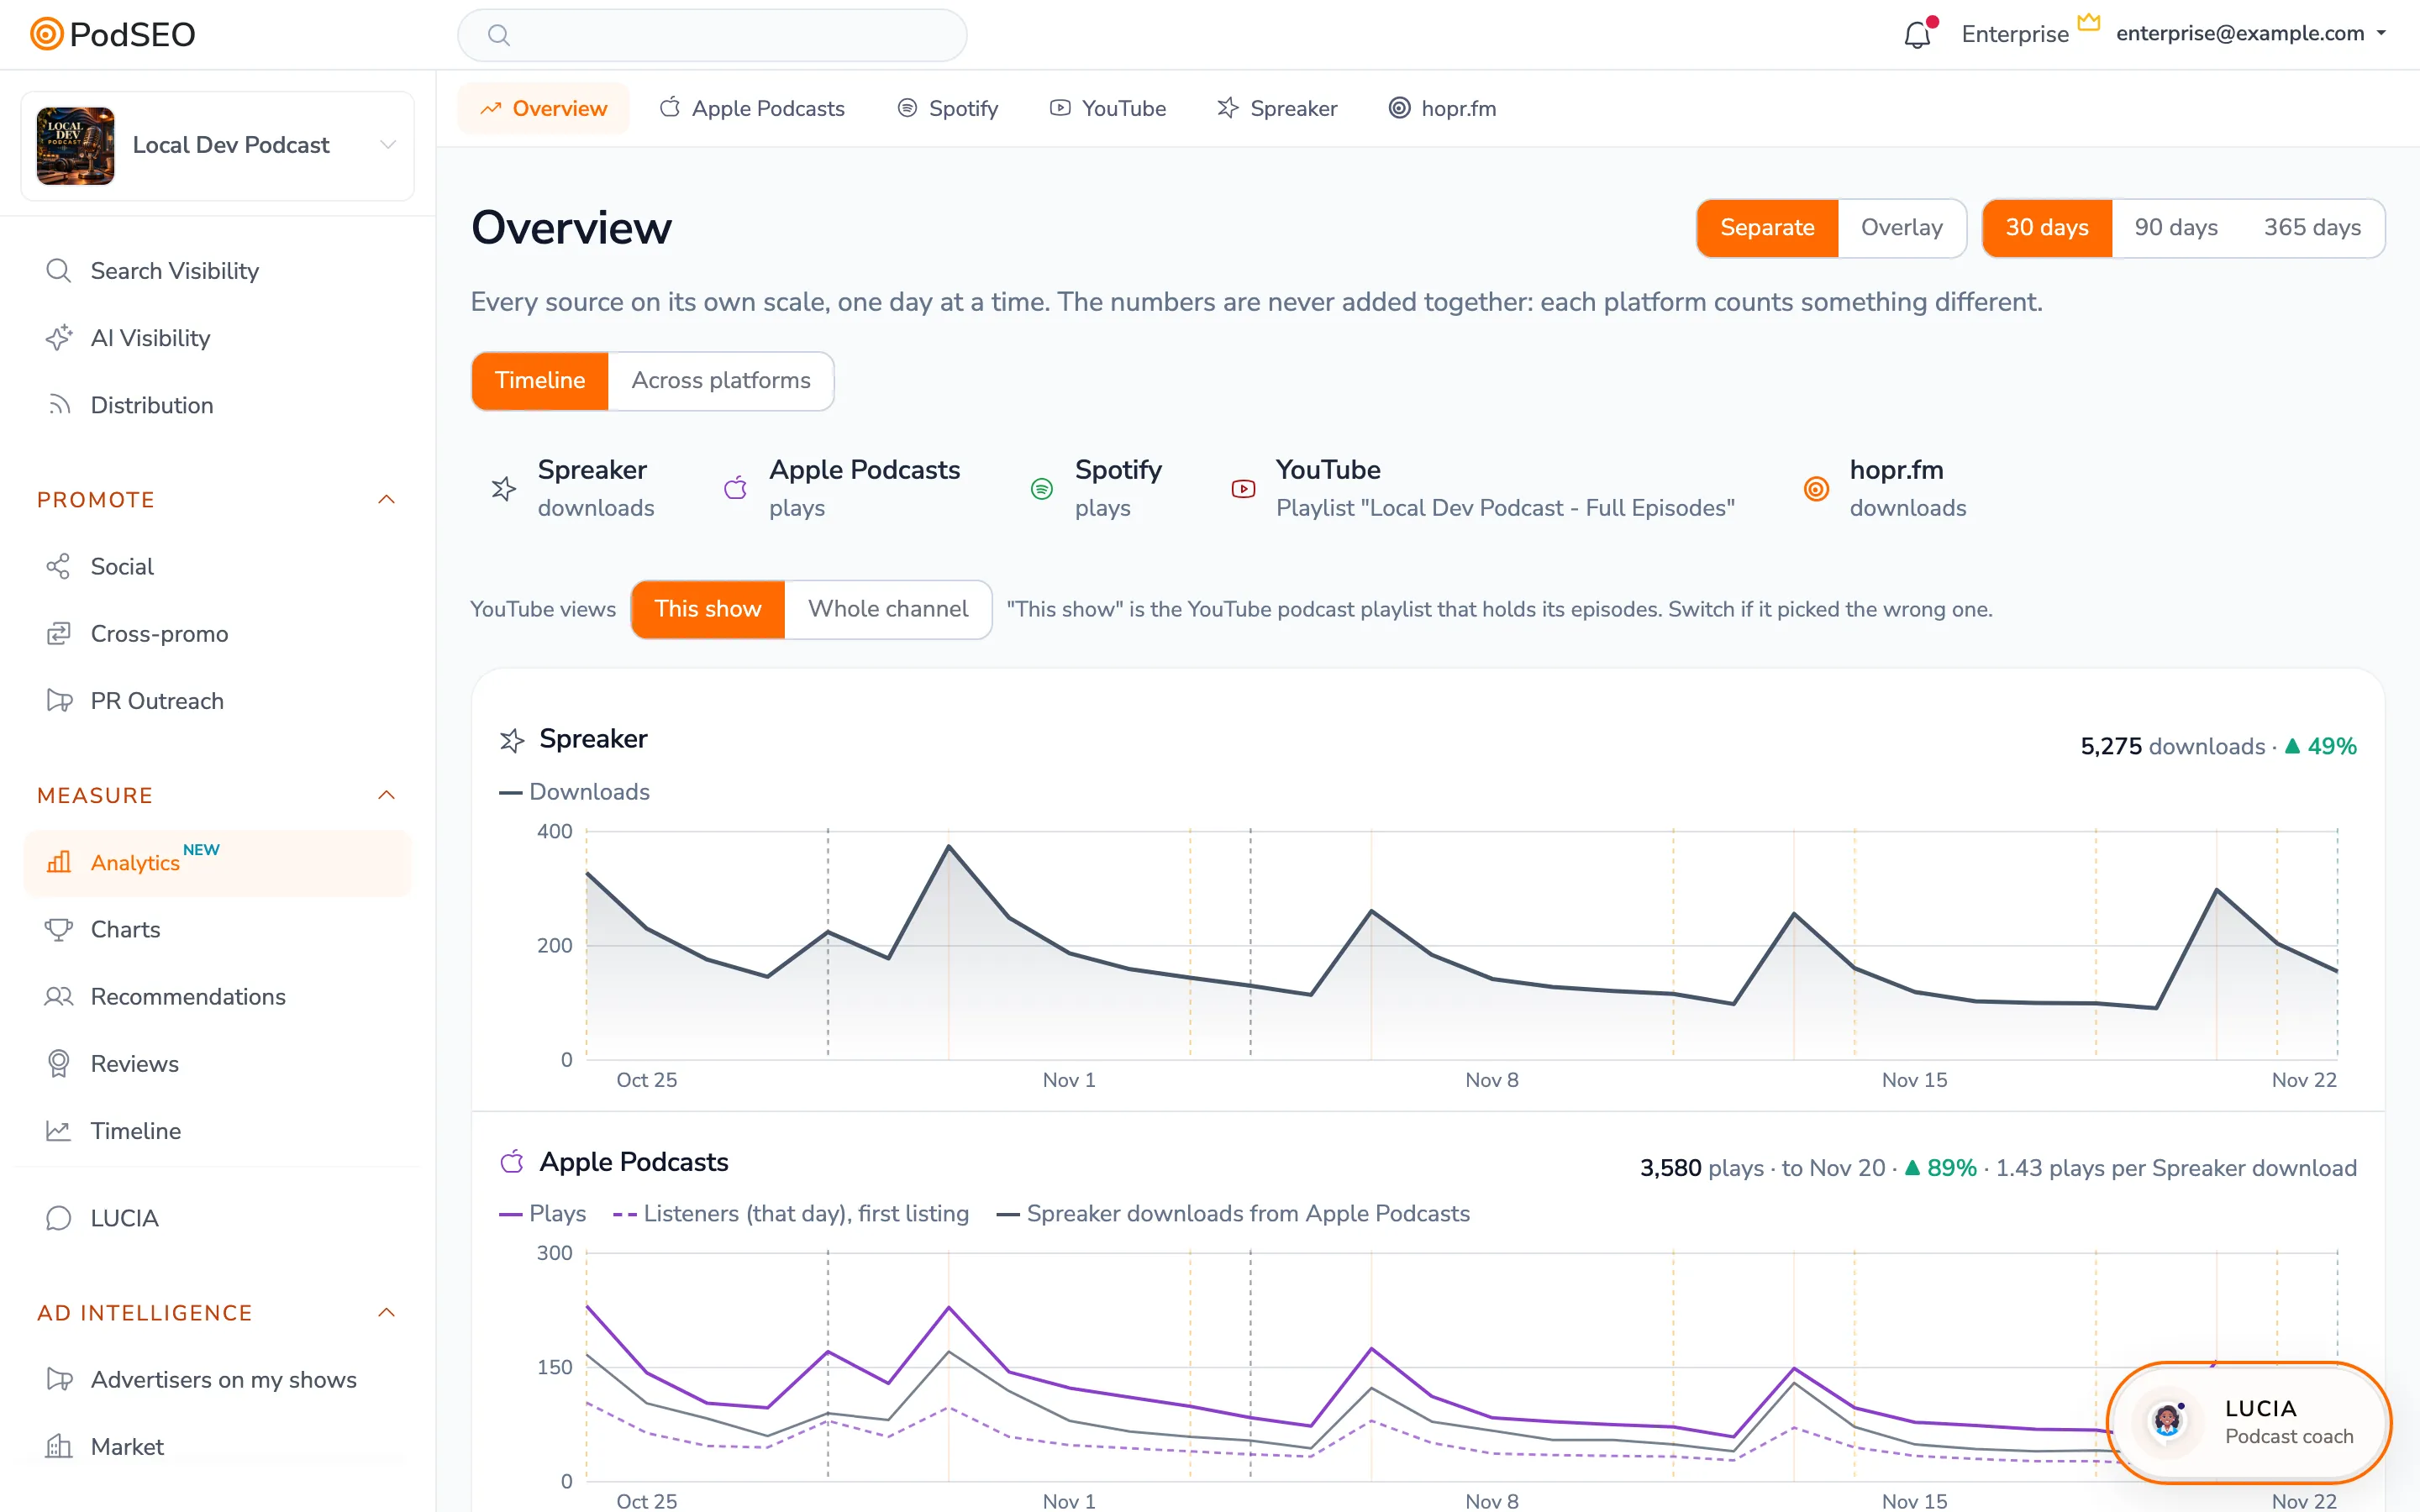 PodSEO
Enterprise
enterprise@example.com
LOCAL
DEV
PODCAST
Local Dev Podcast
Overview
Apple Podcasts
Spotify
YouTube
Spreaker
hopr.fm
Search Visibility
AI Visibility
Distribution
PROMOTE
Social
Cross-promo
PR Outreach
MEASURE
Analytics NEW
Charts
Recommendations
Reviews
Timeline
LUCIA
AD INTELLIGENCE
Advertisers on my shows
Market
Overview
Separate
Overlay
30 days
90 days
365 days
Every source on its own scale, one day at a time. The numbers are never added together: each platform counts something different.
Timeline
Across platforms
Spreaker
downloads
Apple Podcasts
plays
Spotify
plays
YouTube
Playlist "Local Dev Podcast - Full Episodes"
hopr.fm
downloads
YouTube views
This show
Whole channel
"This show" is the YouTube podcast playlist that holds its episodes. Switch if it picked the wrong one.
Spreaker
5,275 downloads · ▲ 49%
Downloads
400
200
0
Oct 25
Nov 1
Nov 8
Nov 15
Nov 22
Apple Podcasts
3,580 plays · to Nov 20 · ▲ 89% · 1.43 plays per Spreaker download
Plays
Listeners (that day), first listing
Spreaker downloads from Apple Podcasts
300
150
0
Oct 25
Nov 1
Nov 8
Nov 15
Nov 22
LUCIA
Podcast coach